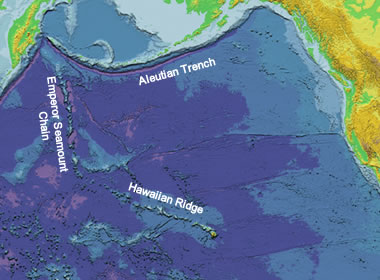 Aleutian Trench
Emperor Seamount
Chain
Hawaiian Ridge